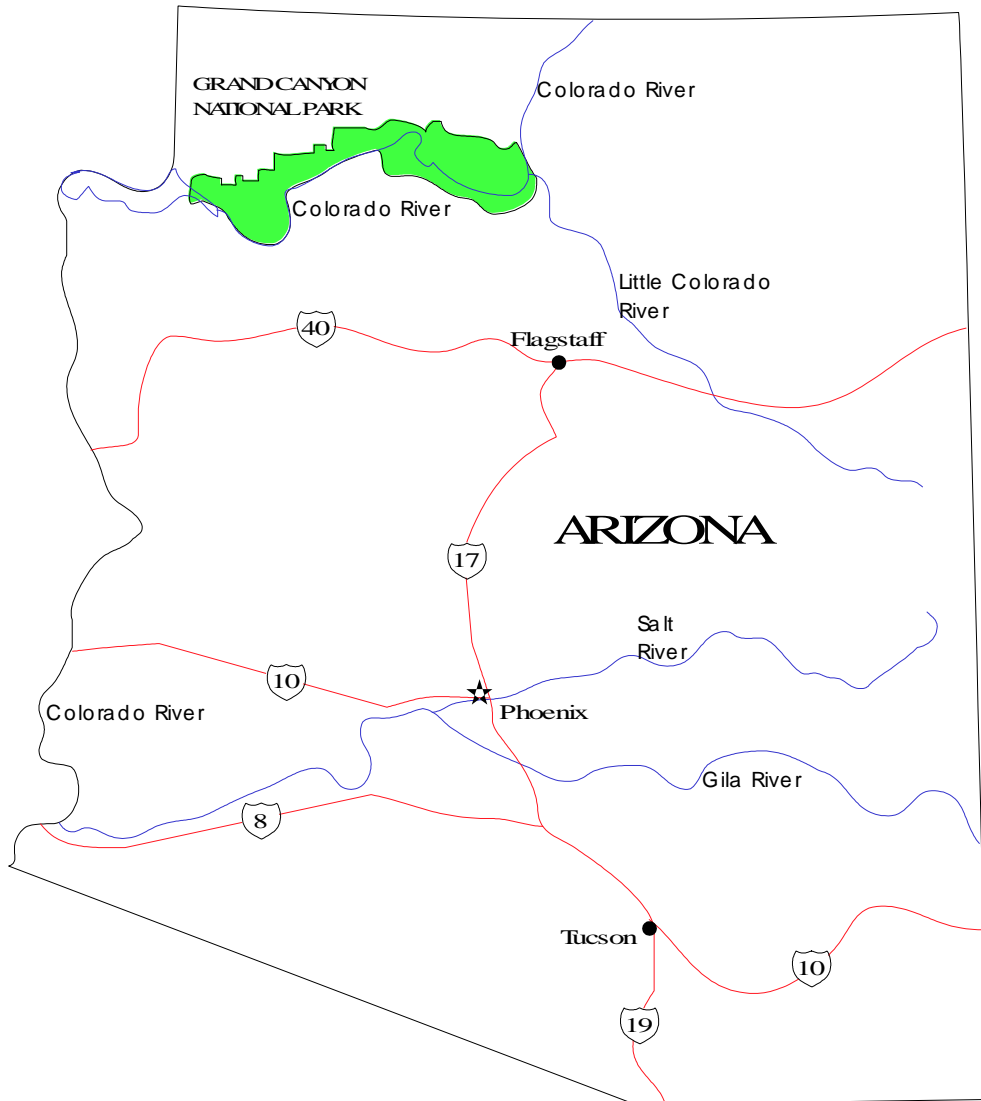 GRAND CANYON
NATIONAL PARK
Colorado River
Colorado River
Little Colorado
River
40
Flagstaff
ARIZONA
17
Salt
River
10
Colorado River
Phoenix
Gila River
8
Tucson
10
19